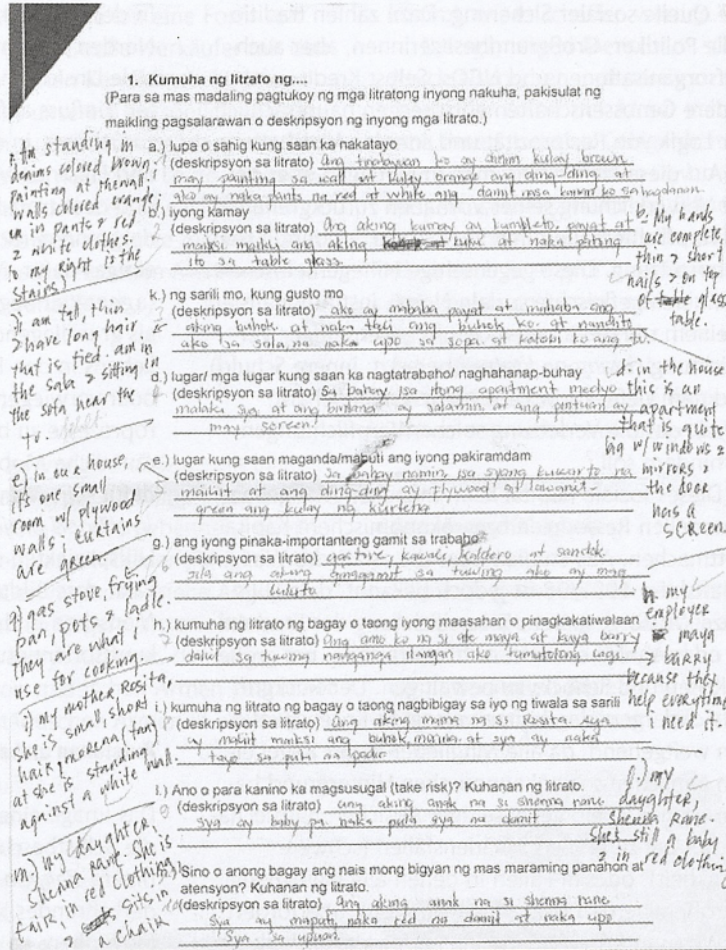 1. Kumuha ng litrato ng....
(Para sa mas madaling pagtukoy ng mga litratong inyong nakuha, pakisulat ng
maikling pagsalarawan o deskripsyon ng inyong mga litrato.)
a.) lupa o sahig kung saan ka nakatayo
(deskripsyon sa litrato) Ang tinatayuan ko ay dinim kulay brown
may painting sa wall at kulay orange ang ding-ding at
ako ay naka pants ng red at white ang damit nasa kanan ko sa hagdanan
b.) iyong kamay
(deskripsyon sa litrato) Ang aking kamay ay kumbleto, payat at
maiksi ang aking kuku at naka patong
ito sa table glass
k.) ng sarili mo, kung gusto mo
(deskripsyon sa litrato) ako ay payat at mahaba ang
aking buhok at naka thli ang buhok ko. at nandito
ako sa sala, na naka upo sa sopa at katabi ko ang t.v
d.) lugar/ mga lugar kung saan ka nagtatrabaho/ naghahanap-buhay
(deskripsyon sa litrato) sa bahay isa itong apartment medyo
malaki sya at ang bintana ay salamin at ang pintuan ay
may screen
e.) lugar kung saan maganda/mabuti ang iyong pakiramdam
(deskripsyon sa litrato) sa bahay namin isa syang kuwarto na
maliit at ang ding-ding ay plywood at lawanit
green ang kulay ng kurtena
g.) ang iyong pinaka-importanteng gamit sa trabaho
(deskripsyon sa litrato) gastove, kawali, kaldero at sandok
sila ang aking ginagamit sa tuwing ako ay mag
luluto
h.) kumuha ng litrato ng bagay o taong iyong maasahan o pinagkakatiwalaan
(deskripsyon sa litrato) Ang amo ko na si ate maya at kuya barry
dahil sa tuwing ako tumutulong
i.) kumuha ng litrato ng bagay o taong nagbibigay sa iyo ng tiwala sa sarili
(deskripsyon sa litrato) Ang aking mama na si Rosita sya
ay maliit maiksi ang buhok, morena at sya ay naka
tayo sa puti na pader
l.) Ano o para kanino ka magsusugal (take risk)? Kuhanan ng litrato.
(deskripsyon sa litrato) ang aking anak na si shenna rane
sya ay baby pa naka pula sya na damit
m.) Sino o anong bagay ang nais mong bigyan ng mas maraming panahon at
atensyon? Kuhanan ng litrato.
(deskripsyon sa litrato) Ang aking anak na si shenna rane
sya ay maputi, naka red na damit at naka upo
sya sa upuan
I'm standing
denims colored brown,
painting at the wall,
walls colored orange,
in pants & red
& white clothes.
my right is the
stairs
I am tall, thin
& have long hair
that is tied. am in
the sala & sitting in
the sofa near the
tv.
e.) in our house,
it's one small
room w/ plywood
walls. curtains
are green.
g) gas stove, frying
pan, pots & ladle.
They are what I
use for cooking.
i) my mother Rosita,
she is small, short
hair, morena (tan)
at she is standing
against a white wall.
m.) my daughter,
Shenna Rane. She is
fair, in red clothing,
sits in
a chair
b. My hands
are complete,
thin & short
nails & on top
of glass
table.
d. in the house
this is an
apartment
that is quite
big w/ windows &
mirrors &
the door
has a
screen.
h. my
employer
maya
& barry
because they
help everytime
i need it.
l.) my
daughter,
Shenna Rane.
She's still a baby
& in red clothing